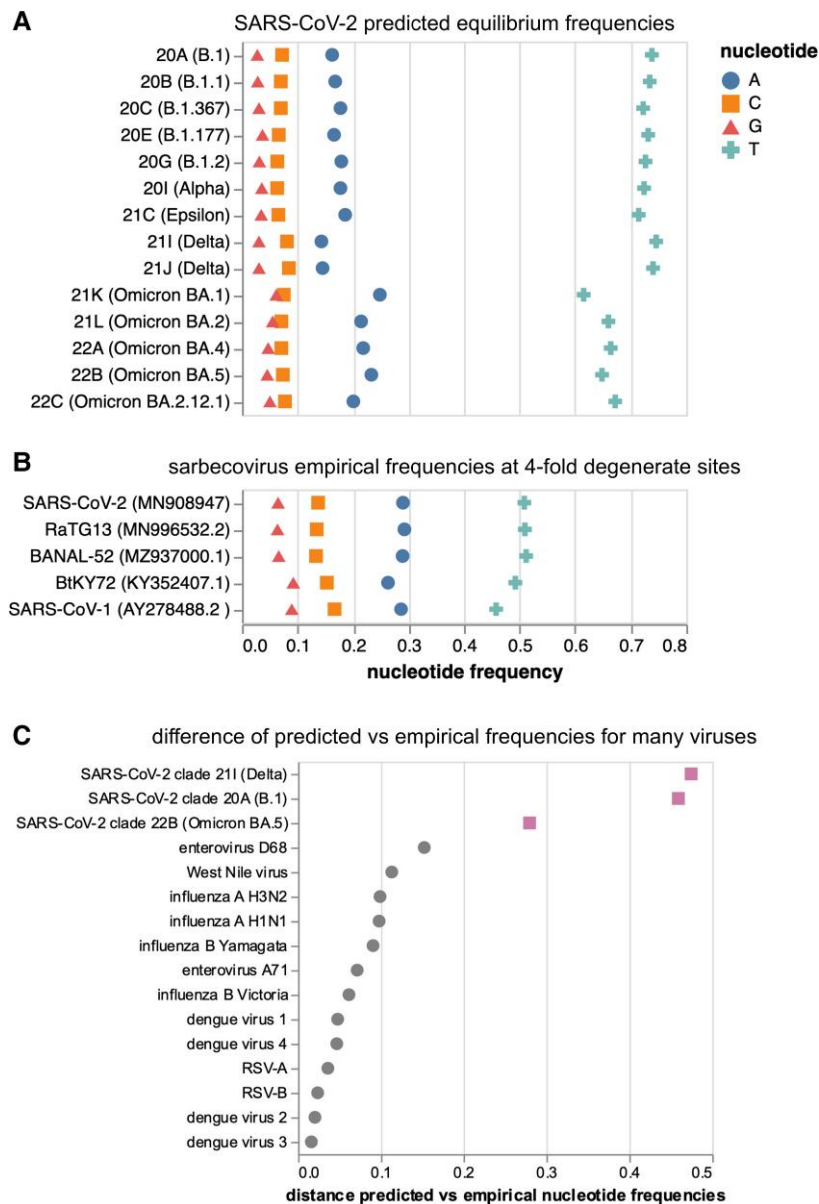 A
SARS-CoV-2 predicted equilibrium frequencies
20A (B.1)
20B (B.1.1)
20C (B.1.367)
20E (B.1.177)
20G (B.1.2)
20I (Alpha)
21C (Epsilon)
21I (Delta)
21J (Delta)
21K (Omicron BA.1)
21L (Omicron BA.2)
22A (Omicron BA.4)
22B (Omicron BA.5)
22C (Omicron BA.2.12.1)
nucleotide
A
C
G
T
B
sarbecovirus empirical frequencies at 4-fold degenerate sites
SARS-CoV-2 (MN908947)
RaTG13 (MN996532.2)
BANAL-52 (MZ937000.1)
BtKY72 (KY352407.1)
SARS-CoV-1 (AY278488.2 )
0.0 0.1 0.2 0.3 0.4 0.5 0.6 0.7 0.8
nucleotide frequency
C
difference of predicted vs empirical frequencies for many viruses
SARS-CoV-2 clade 21I (Delta)
SARS-CoV-2 clade 20A (B.1)
SARS-CoV-2 clade 22B (Omicron BA.5)
enterovirus D68
West Nile virus
influenza A H3N2
influenza A H1N1
influenza B Yamagata
enterovirus A71
influenza B Victoria
dengue virus 1
dengue virus 4
RSV-A
RSV-B
dengue virus 2
dengue virus 3
0.0 0.1 0.2 0.3 0.4 0.5
distance predicted vs empirical nucleotide frequencies